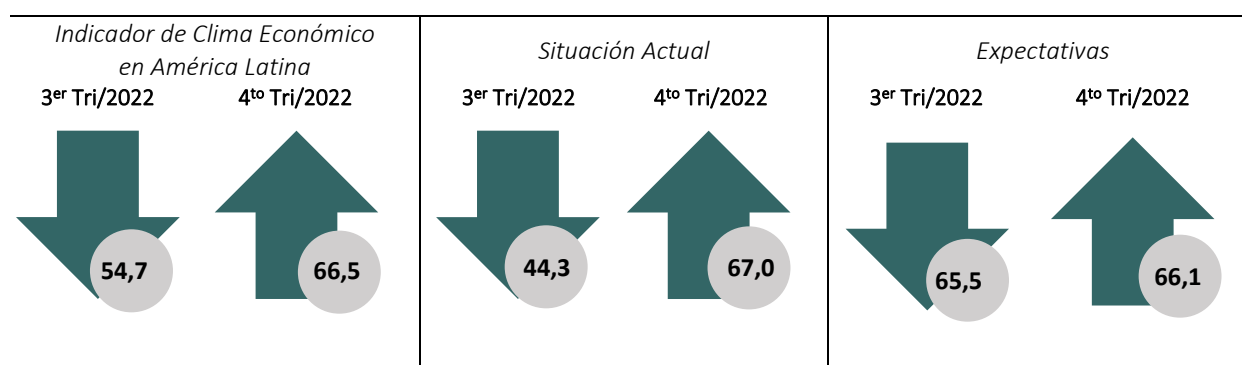 Indicador de Clima Económico
en América Latina
3er Tri/2022 4to Tri/2022
54,7 66,5
Situación Actual
3er Tri/2022 4to Tri/2022
44,3 67,0
Expectativas
3er Tri/2022 4to Tri/2022
65,5 66,1